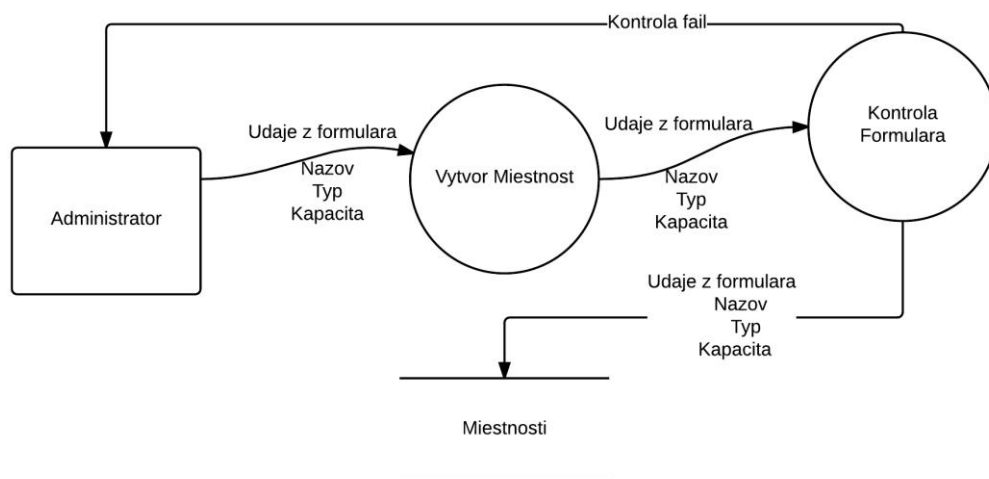 Kontrola fail
Kontrola
Formulara
Udaje z formulara
Nazov
Typ
Kapacita
Udaje z formulara
Nazov
Typ
Kapacita
Vytvor Miestnost
Administrator
Udaje z formulara
Nazov
Typ
Kapacita
Miestnosti